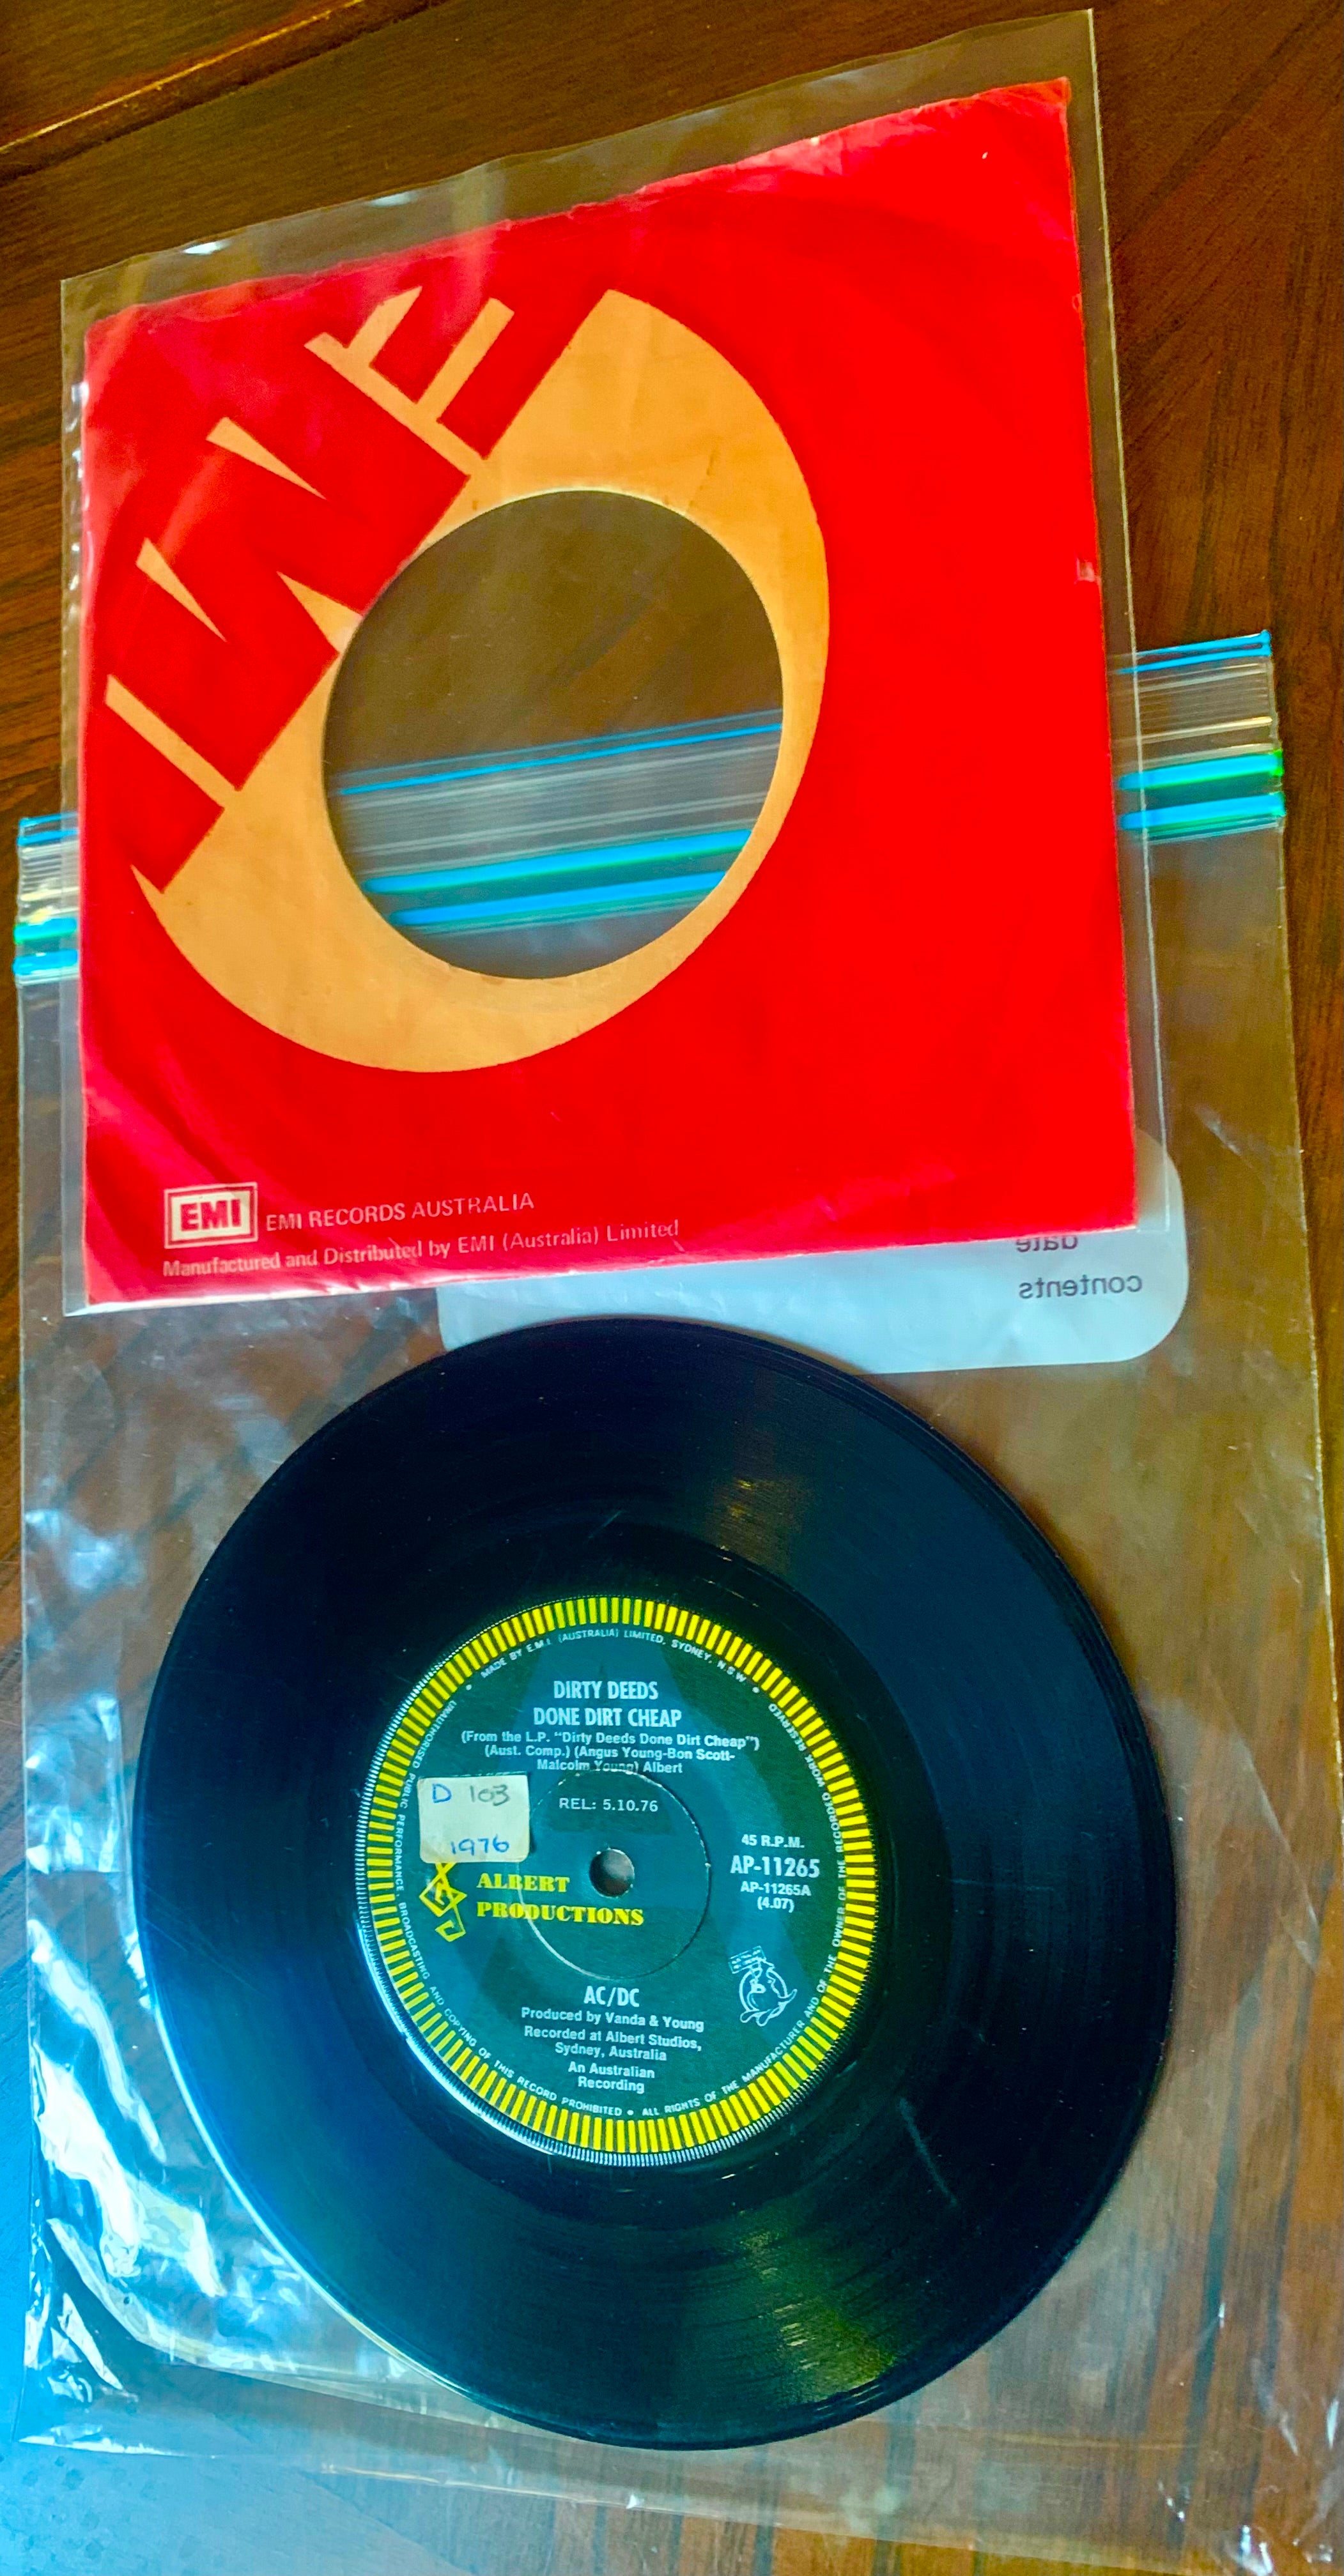 EMI
EMI
EMI RECORDS AUSTRALIA
Manufactured and Distributed by EMI (Australia) Limited
date
contents
MADE BY E.M.I. (AUSTRALIA) LIMITED, SYDNEY, N.S.W.
DIRTY DEEDS
DONE DIRT CHEAP
(From the L.P. "Dirty Deeds Done Dirt Cheap")
(Aust. Comp.) (Angus Young-Bon Scott-
Malcolm Young) Albert
D 103
1976
REL: 5.10.76
45 R.P.M.
AP-11265
AP-11265A
(4.07)
ALBERT
PRODUCTIONS
AC/DC
Produced by Vanda & Young
Recorded at Albert Studios,
Sydney, Australia
An Australian
Recording
UNAUTHORISED PUBLIC PERFORMANCE, BROADCASTING AND COPYING OF THIS RECORD PROHIBITED • ALL RIGHTS OF THE MANUFACTURER AND OF THE OWNER OF THE RECORDED WORK RESERVED